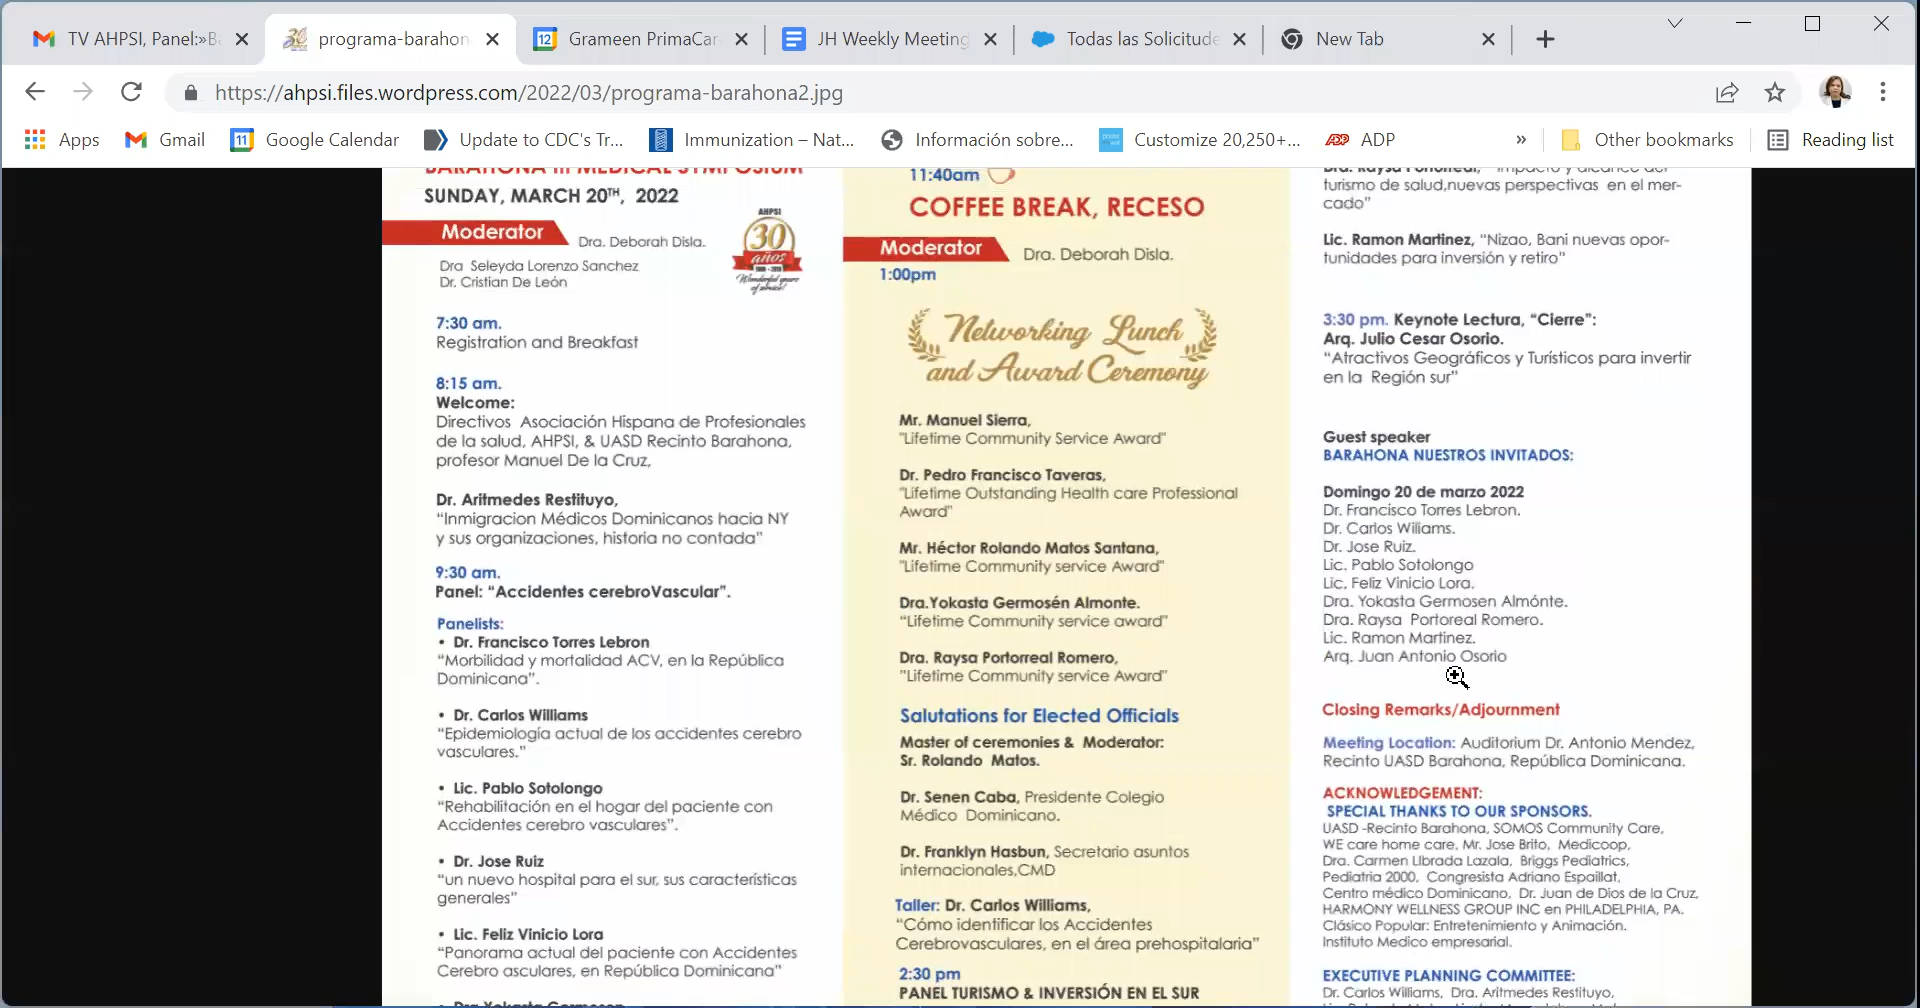 TV AHPSI, Panel:»B
programa-barahon
Grameen PrimaCar
JH Weekly Meeting
Todas las Solicitude
New Tab
https://ahpsi.files.wordpress.com/2022/03/programa-barahona2.jpg
Apps
Gmail
Google Calendar
Update to CDC's Tr...
Immunization – Nat...
Información sobre...
Customize 20,250+...
ADP
»
Other bookmarks
Reading list
BARAHONA III MEDICAL SYMPOSIUM
SUNDAY, MARCH 20TH, 2022
Moderator
Dra. Deborah Disla.
Dra Seleyda Lorenzo Sanchez
Dr. Cristian De León
AHPSI
30
años
Wonderful years
of service!
7:30 am.
Registration and Breakfast
8:15 am.
Welcome:
Directivos Asociación Hispana de Profesionales
de la salud, AHPSI, & UASD Recinto Barahona,
profesor Manuel De la Cruz,
Dr. Aritmedes Restituyo,
“Inmigracion Médicos Dominicanos hacia NY
y sus organizaciones, historia no contada”
9:30 am.
Panel: “Accidentes cerebroVascular”.
Panelists:
• Dr. Francisco Torres Lebron
“Morbilidad y mortalidad ACV, en la República
Dominicana”.
• Dr. Carlos Williams
“Epidemiología actual de los accidentes cerebro
vasculares.”
• Lic. Pablo Sotolongo
“Rehabilitación en el hogar del paciente con
Accidentes cerebro vasculares”.
• Dr. Jose Ruiz
“un nuevo hospital para el sur, sus características
generales”
• Lic. Feliz Vinicio Lora
“Panorama actual del paciente con Accidentes
Cerebro asculares, en República Dominicana”
11:40am
COFFEE BREAK, RECESO
Moderator
Dra. Deborah Disla.
1:00pm
Networking Lunch
and Award Ceremony
Mr. Manuel Sierra,
"Lifetime Community Service Award"
Dr. Pedro Francisco Taveras,
"Lifetime Outstanding Health care Professional
Award"
Mr. Héctor Rolando Matos Santana,
"Lifetime Community service Award"
Dra.Yokasta Germosén Almonte.
“Lifetime Community service award”
Dra. Raysa Portorreal Romero,
"Lifetime Community service Award"
Salutations for Elected Officials
Master of ceremonies & Moderator:
Sr. Rolando Matos.
Dr. Senen Caba, Presidente Colegio
Médico Dominicano.
Dr. Franklyn Hasbun, Secretario asuntos
internacionales,CMD
Taller: Dr. Carlos Williams,
“Cómo identificar los Accidentes
Cerebrovasculares, en el área prehospitalaria”
2:30 pm
PANEL TURISMO & INVERSIÓN EN EL SUR
Dra. Raysa Portorreal, “Impacto y alcance del
turismo de salud,nuevas perspectivas en el mer-
cado”
Lic. Ramon Martinez, “Nizao, Bani nuevas opor-
tunidades para inversión y retiro”
3:30 pm. Keynote Lectura, “Cierre”:
Arq. Julio Cesar Osorio.
“Atractivos Geográficos y Turísticos para invertir
en la Región sur”
Guest speaker
BARAHONA NUESTROS INVITADOS:
Domingo 20 de marzo 2022
Dr. Francisco Torres Lebron.
Dr. Carlos Wiliams.
Dr. Jose Ruiz.
Lic. Pablo Sotolongo
Lic. Feliz Vinicio Lora.
Dra. Yokasta Germosen Almónte.
Dra. Raysa Portoreal Romero.
Lic. Ramon Martinez.
Arq. Juan Antonio Osorio
Closing Remarks/Adjournment
Meeting Location: Auditorium Dr. Antonio Mendez,
Recinto UASD Barahona, República Dominicana.
ACKNOWLEDGEMENT:
SPECIAL THANKS TO OUR SPONSORS.
UASD -Recinto Barahona, SOMOS Community Care,
WE care home care, Mr. Jose Brito, Medicoop,
Dra. Carmen LIbrada Lazala, Briggs Pediatrics,
Pediatria 2000, Congresista Adriano Espaillat,
Centro médico Dominicano, Dr. Juan de Dios de la Cruz,
HARMONY WELLNESS GROUP INC en PHILADELPHIA, PA.
Clásico Popular: Entretenimiento y Animación.
Instituto Medico empresarial.
EXECUTIVE PLANNING COMMITTEE:
Dr. Carlos Williams, Dra. Aritmedes Restituyo,